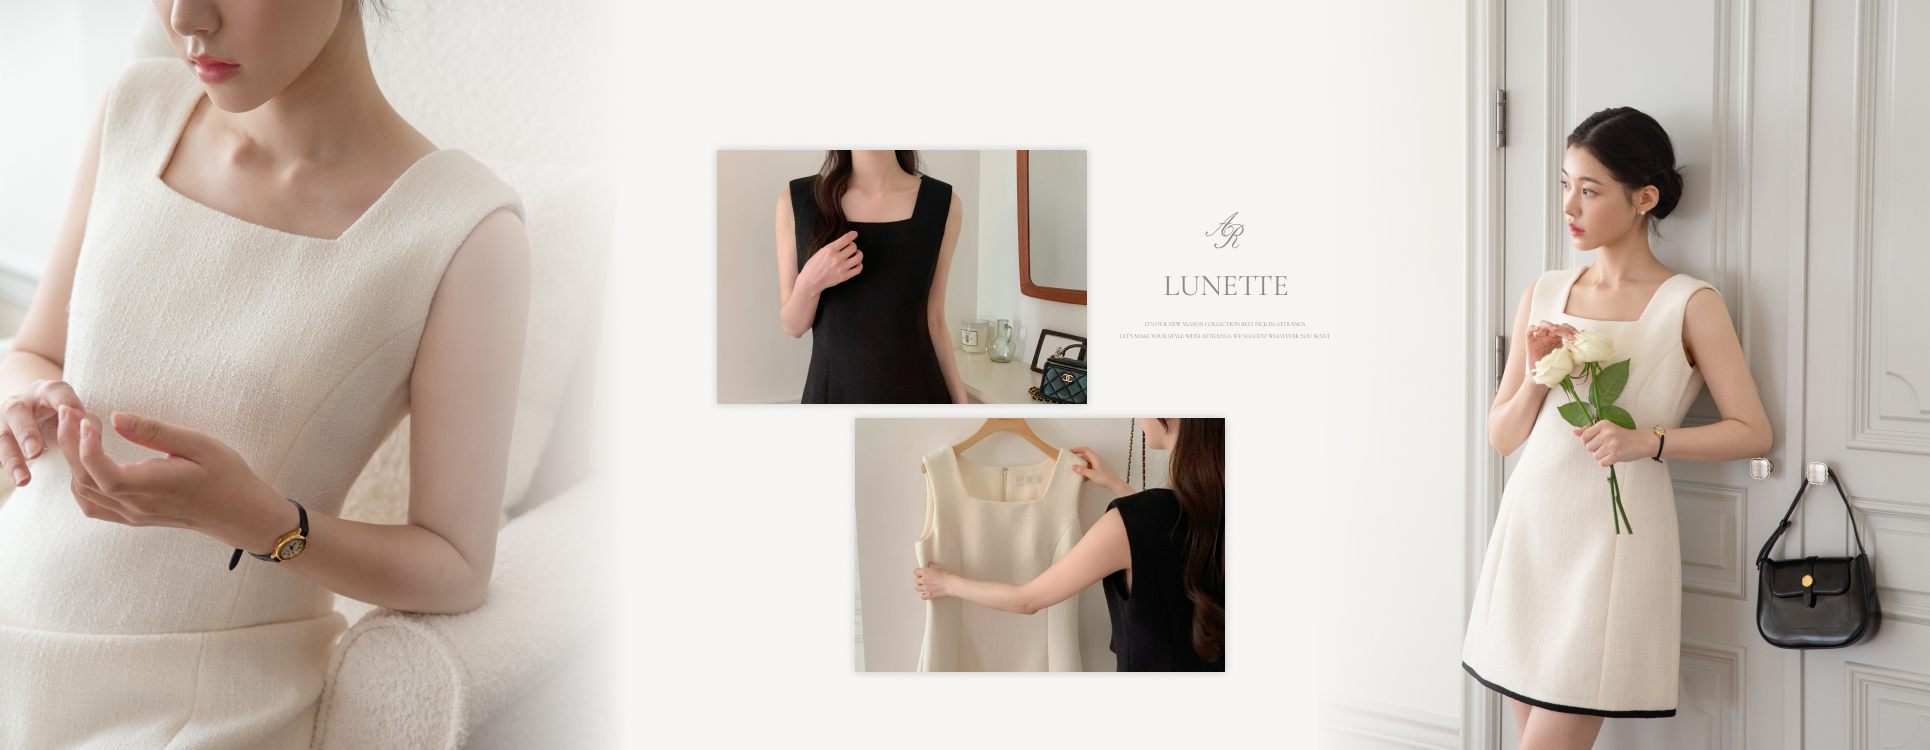 AR
LUNETTE
IT'S OUR NEW SEASON COLLECTION BEST PICK IN ATTRANGS
LET'S MAKE YOUR STYLE WITH ATTRANGS. WE SUGGEST WHATEVER YOU WANT